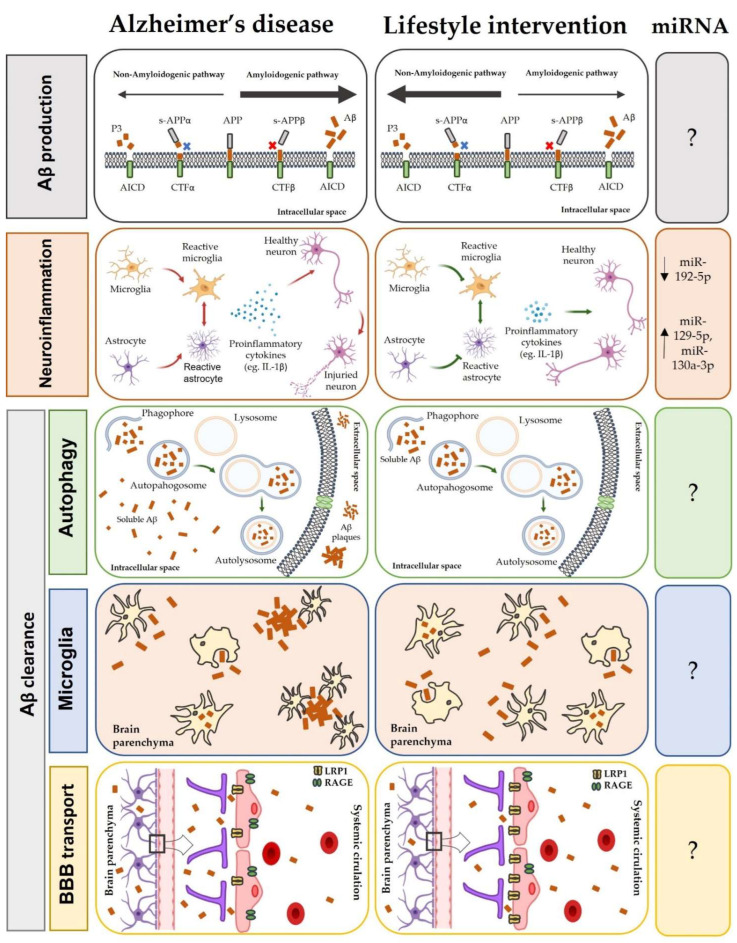 Alzheimer's disease
Lifestyle intervention
miRNA
Aβ production
Non-Amyloidogenic pathway
Amyloidogenic pathway
P3
s-APPα
APP
s-APPβ
Aβ
AICD
CTFα
CTFβ
AICD
Intracellular space
Non-Amyloidogenic pathway
Amyloidogenic pathway
P3
s-APPα
APP
s-APPβ
Aβ
AICD
CTFα
CTFβ
AICD
Intracellular space
?
Neuroinflammation
Microglia
Reactive
microglia
Healthy
neuron
Astrocyte
Reactive
astrocyte
Proinflammatory
cytokines
(eg. IL-1β)
Injuried
neuron
Microglia
Reactive
microglia
Healthy
neuron
Astrocyte
Reactive
astrocyte
Proinflammatory
cytokines
(eg. IL-1β)
miR-
192-5p
miR-
129-5p,
miR-
130a-3p
Aβ clearance
Autophagy
Phagophore
Lysosome
Autopahogosome
Soluble Aβ
Autolysosome
Extracellular space
Aβ
plaques
Intracellular space
Phagophore
Lysosome
Soluble Aβ
Autopahogosome
Autolysosome
Extracellular space
Intracellular space
?
Microglia
Brain
parenchyma
Brain
parenchyma
?
BBB transport
Brain parenchyma
LRP1
RAGE
Systemic circulation
Brain parenchyma
LRP1
RAGE
Systemic circulation
?